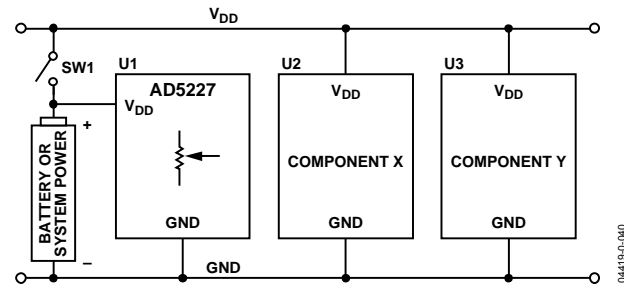 VDD
SW1
U1
U2
U3
AD5227
VDD
VDD
VDD
+
BATTERY OR
SYSTEM POWER
COMPONENT X
COMPONENT Y
GND
GND
GND
–
GND
04419-0-040